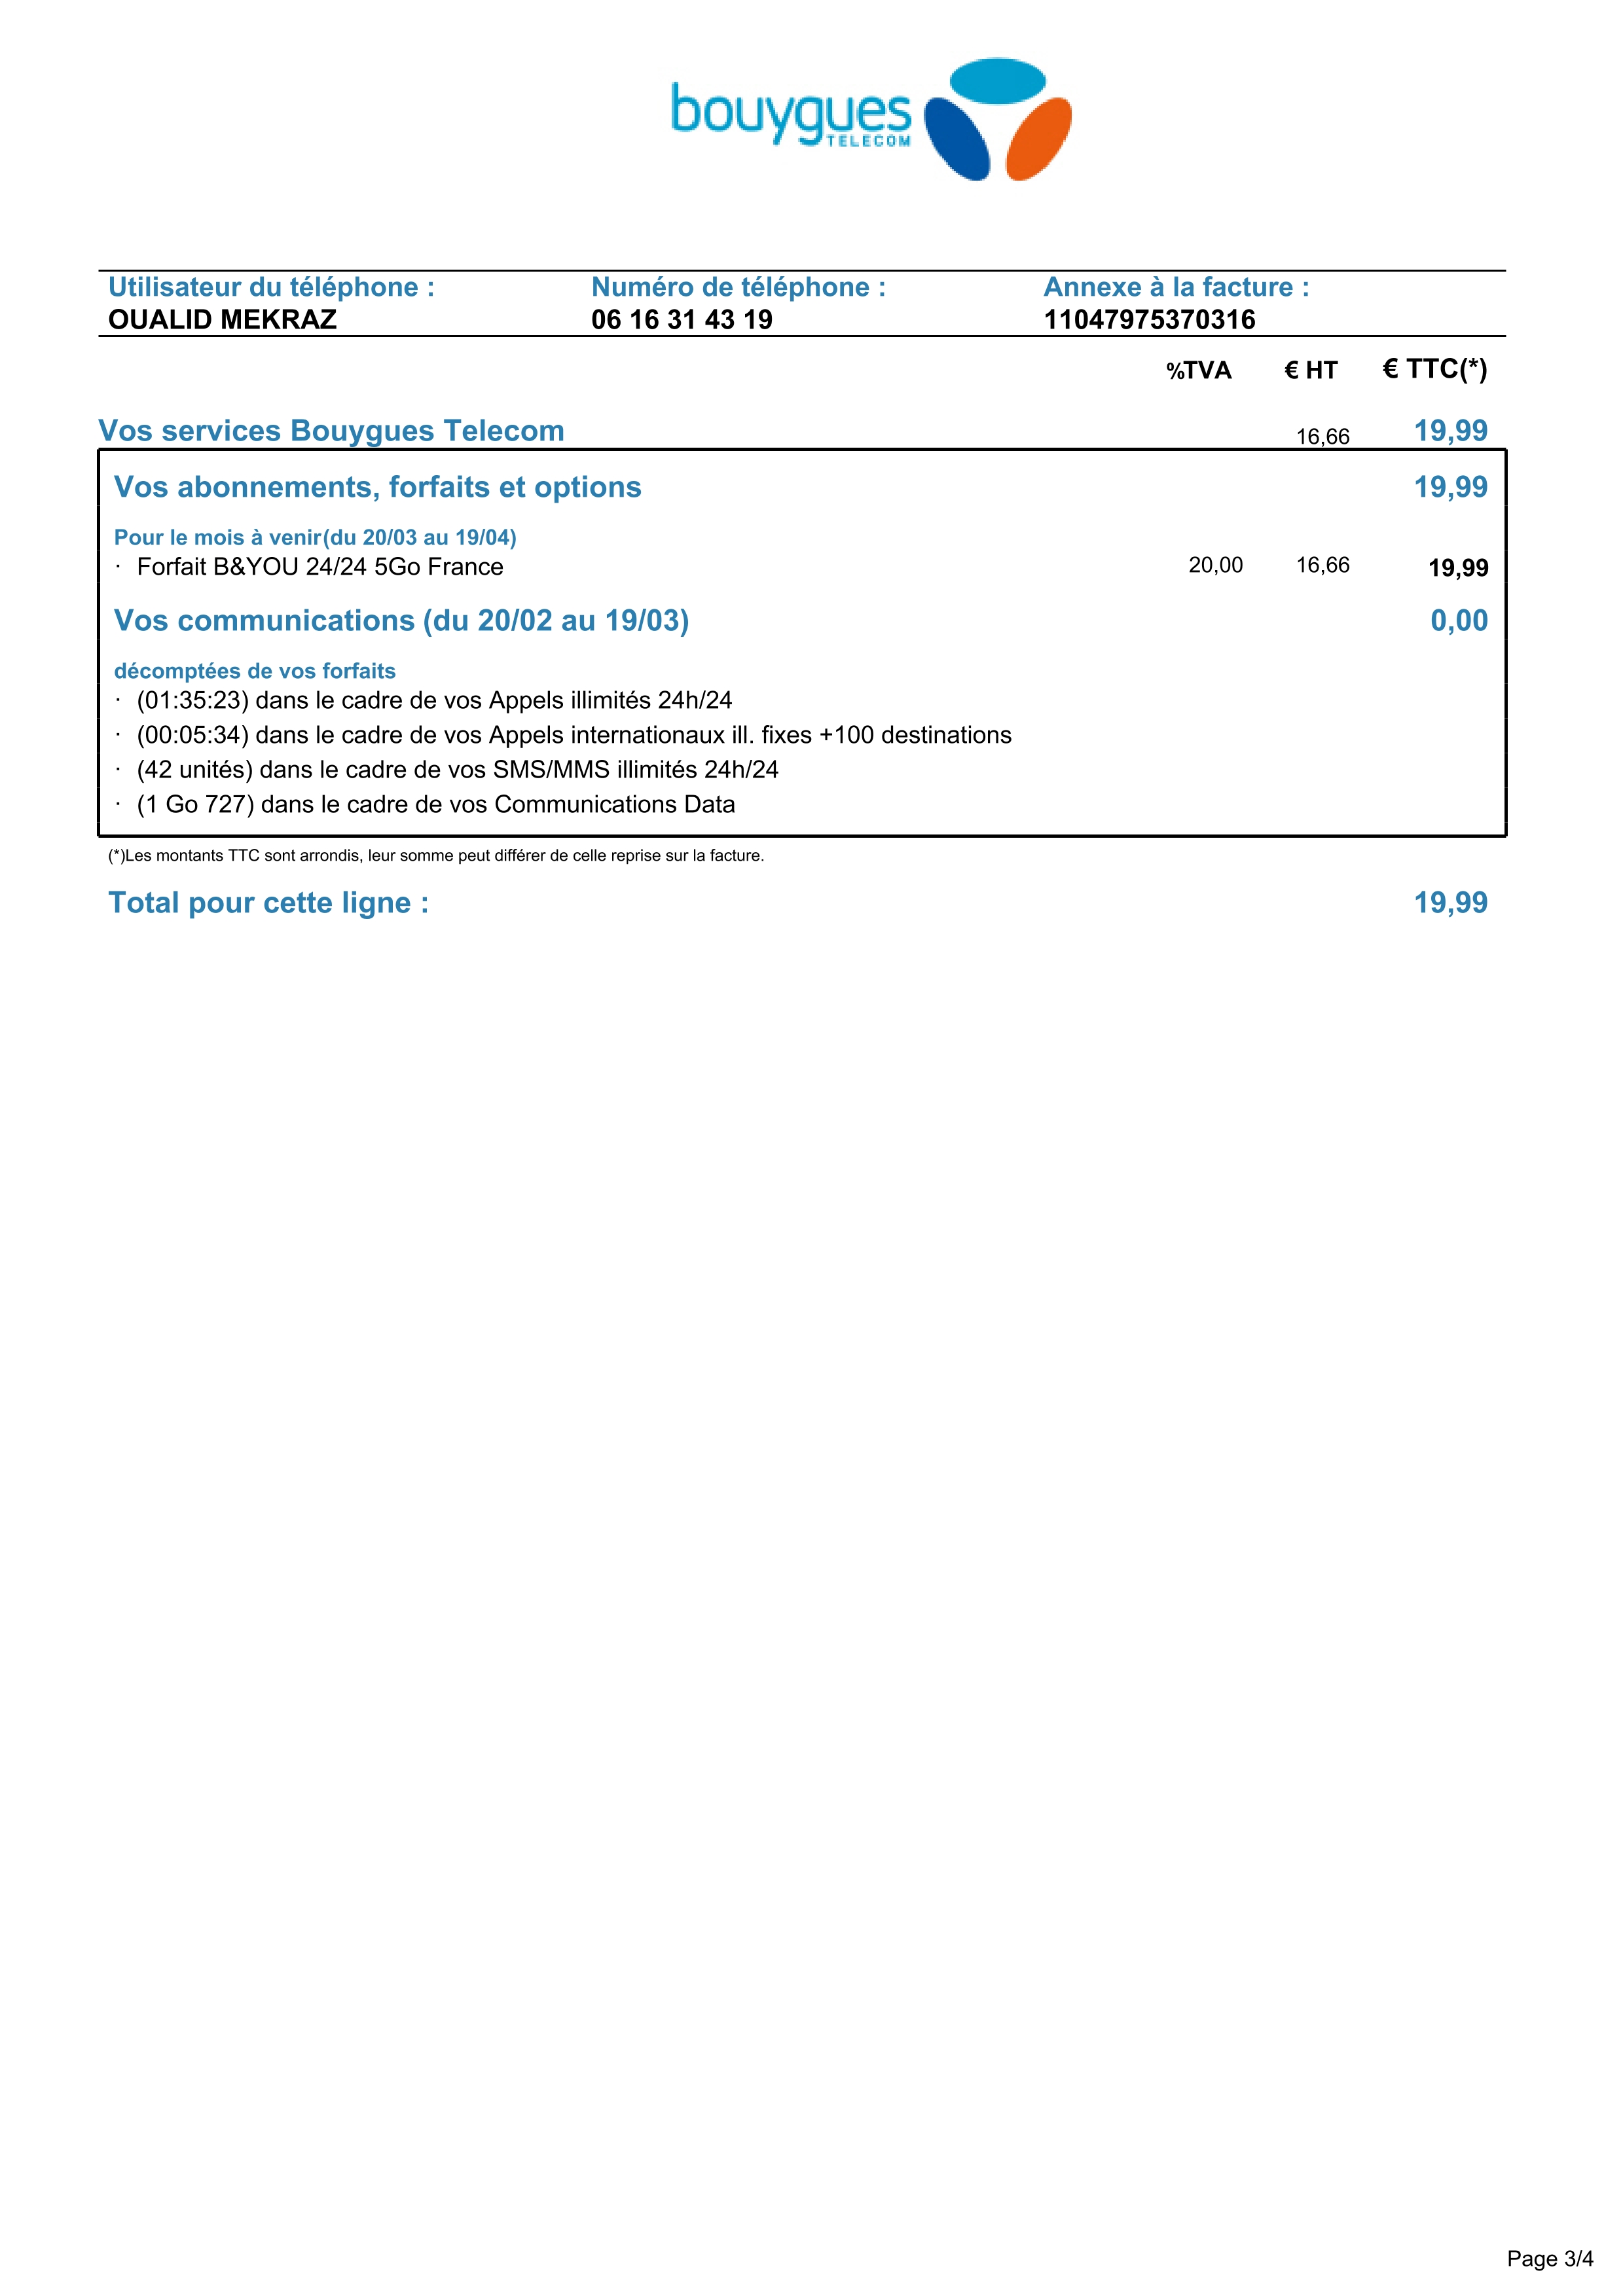 bouygues
TELECOM
Utilisateur du téléphone : Numéro de téléphone : Annexe à la facture :
OUALID MEKRAZ 06 16 31 43 19 11047975370316
%TVA € HT € TTC(*)
Vos services Bouygues Telecom 16,66 19,99
Vos abonnements, forfaits et options 19,99
Pour le mois à venir(du 20/03 au 19/04)
· Forfait B&YOU 24/24 5Go France 20,00 16,66 19,99
Vos communications (du 20/02 au 19/03) 0,00
décomptées de vos forfaits
· (01:35:23) dans le cadre de vos Appels illimités 24h/24
· (00:05:34) dans le cadre de vos Appels internationaux ill. fixes +100 destinations
· (42 unités) dans le cadre de vos SMS/MMS illimités 24h/24
· (1 Go 727) dans le cadre de vos Communications Data
(*)Les montants TTC sont arrondis, leur somme peut différer de celle reprise sur la facture.
Total pour cette ligne : 19,99
Page 3/4